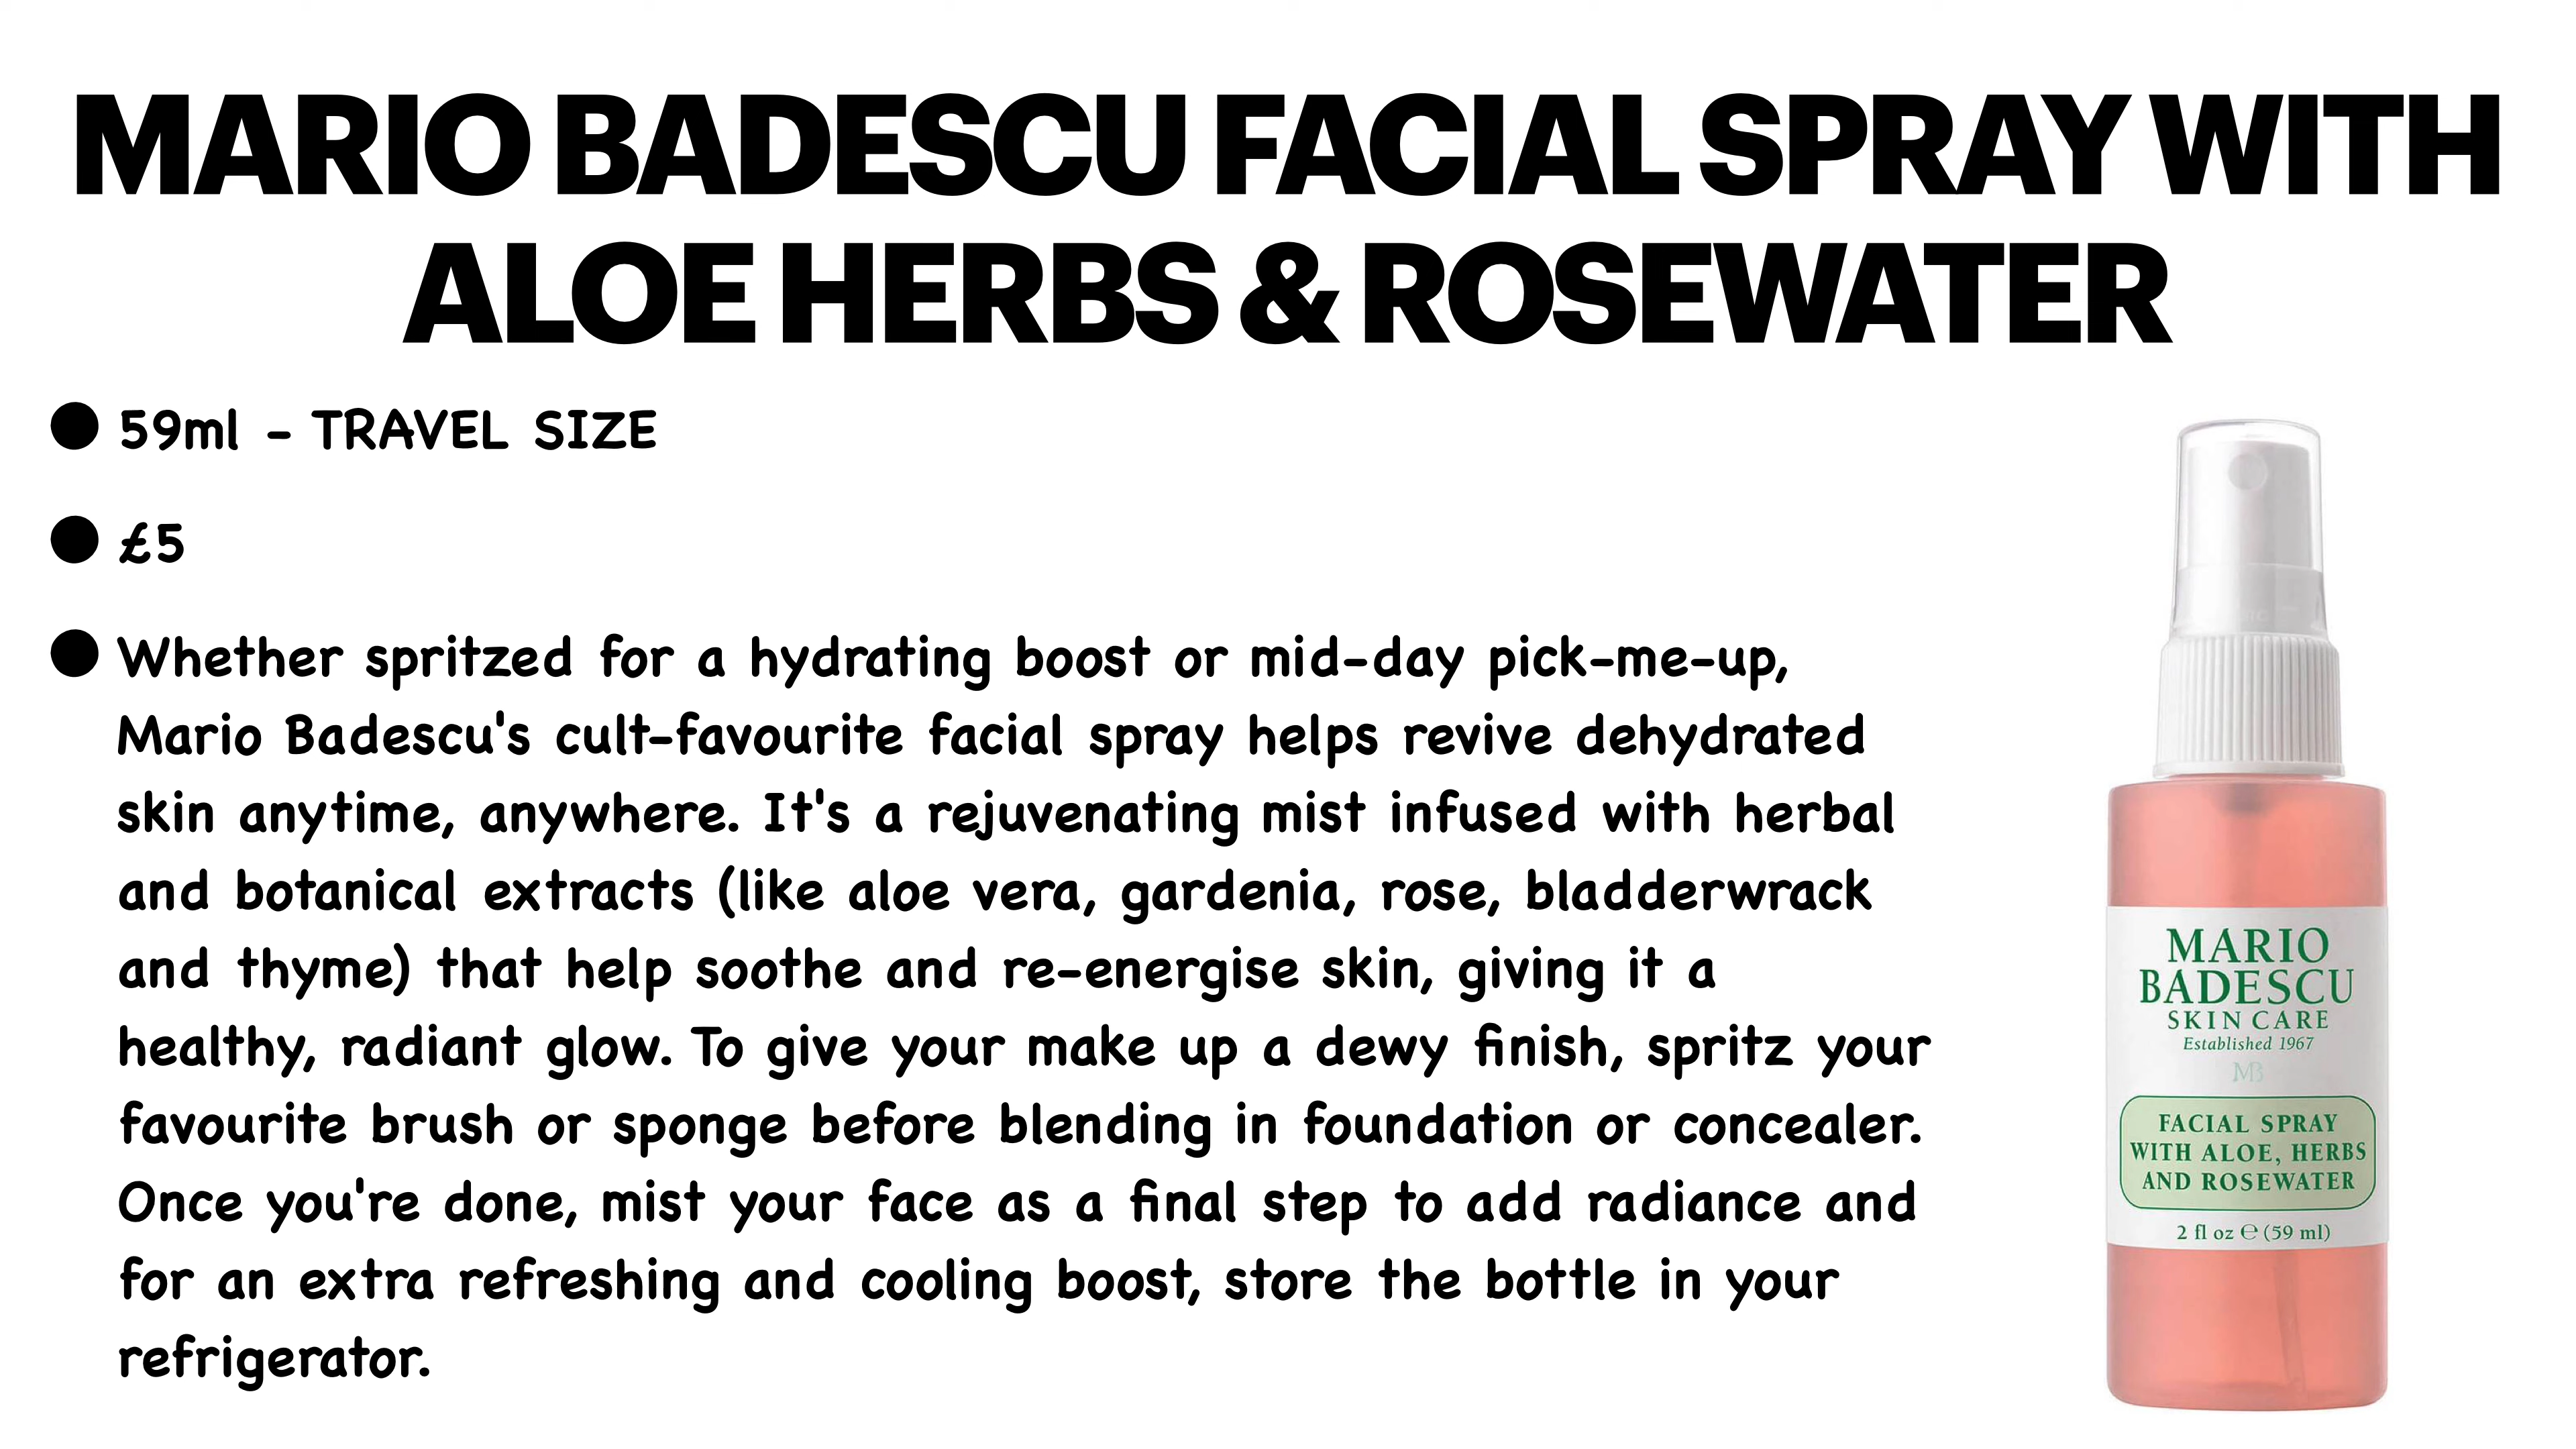 MARIO BADESCU FACIAL SPRAY WITH
ALOE HERBS & ROSEWATER
● 59ml - TRAVEL SIZE
● £5
● Whether spritzed for a hydrating boost or mid-day pick-me-up,
Mario Badescu's cult-favourite facial spray helps revive dehydrated
skin anytime, anywhere. It's a rejuvenating mist infused with herbal
and botanical extracts (like aloe vera, gardenia, rose, bladderwrack
and thyme) that help soothe and re-energise skin, giving it a
healthy, radiant glow. To give your make up a dewy finish, spritz your
favourite brush or sponge before blending in foundation or concealer.
Once you're done, mist your face as a final step to add radiance and
for an extra refreshing and cooling boost, store the bottle in your
refrigerator.
MARIO
BADESCU
SKIN CARE
Established 1967
MB
FACIAL SPRAY
WITH ALOE, HERBS
AND ROSEWATER
2 fl oz ℮ (59 ml)